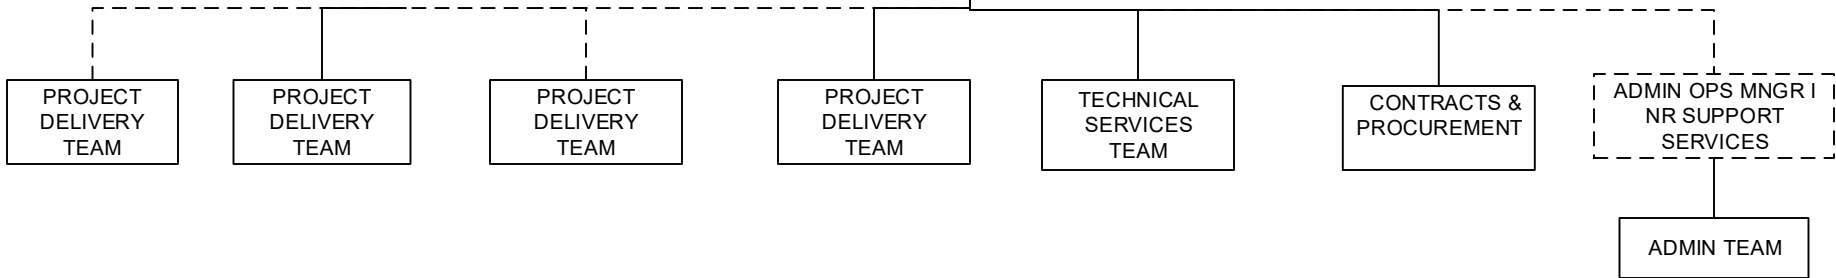 PROJECT
DELIVERY
TEAM
PROJECT
DELIVERY
TEAM
PROJECT
DELIVERY
TEAM
PROJECT
DELIVERY
TEAM
TECHNICAL
SERVICES
TEAM
CONTRACTS &
PROCUREMENT
ADMIN OPS MNGR I
NR SUPPORT
SERVICES
ADMIN TEAM